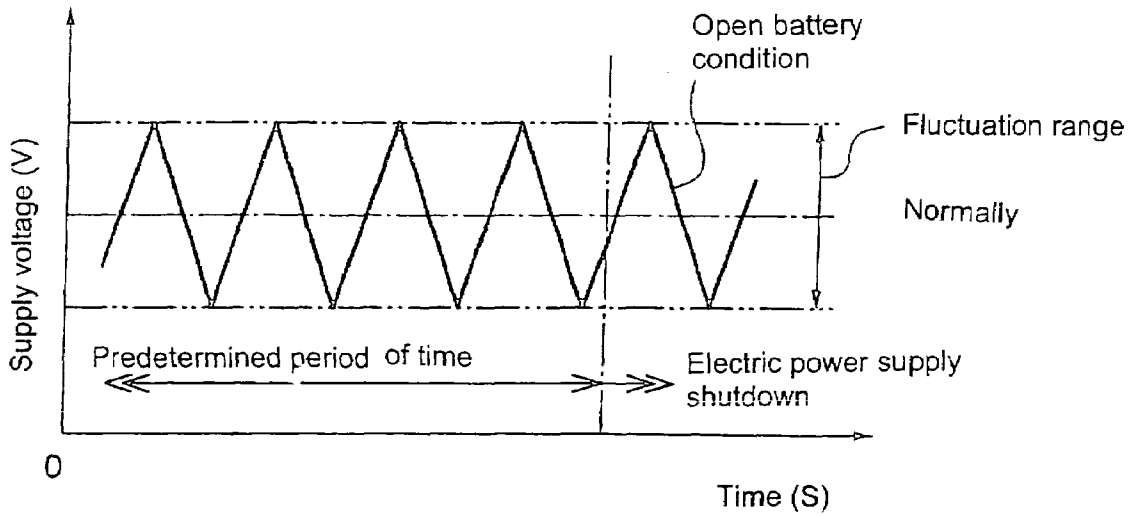 Open battery
condition
Fluctuation range
Normally
Supply voltage (V)
Predetermined period of time
Electric power supply
shutdown
0
Time (S)